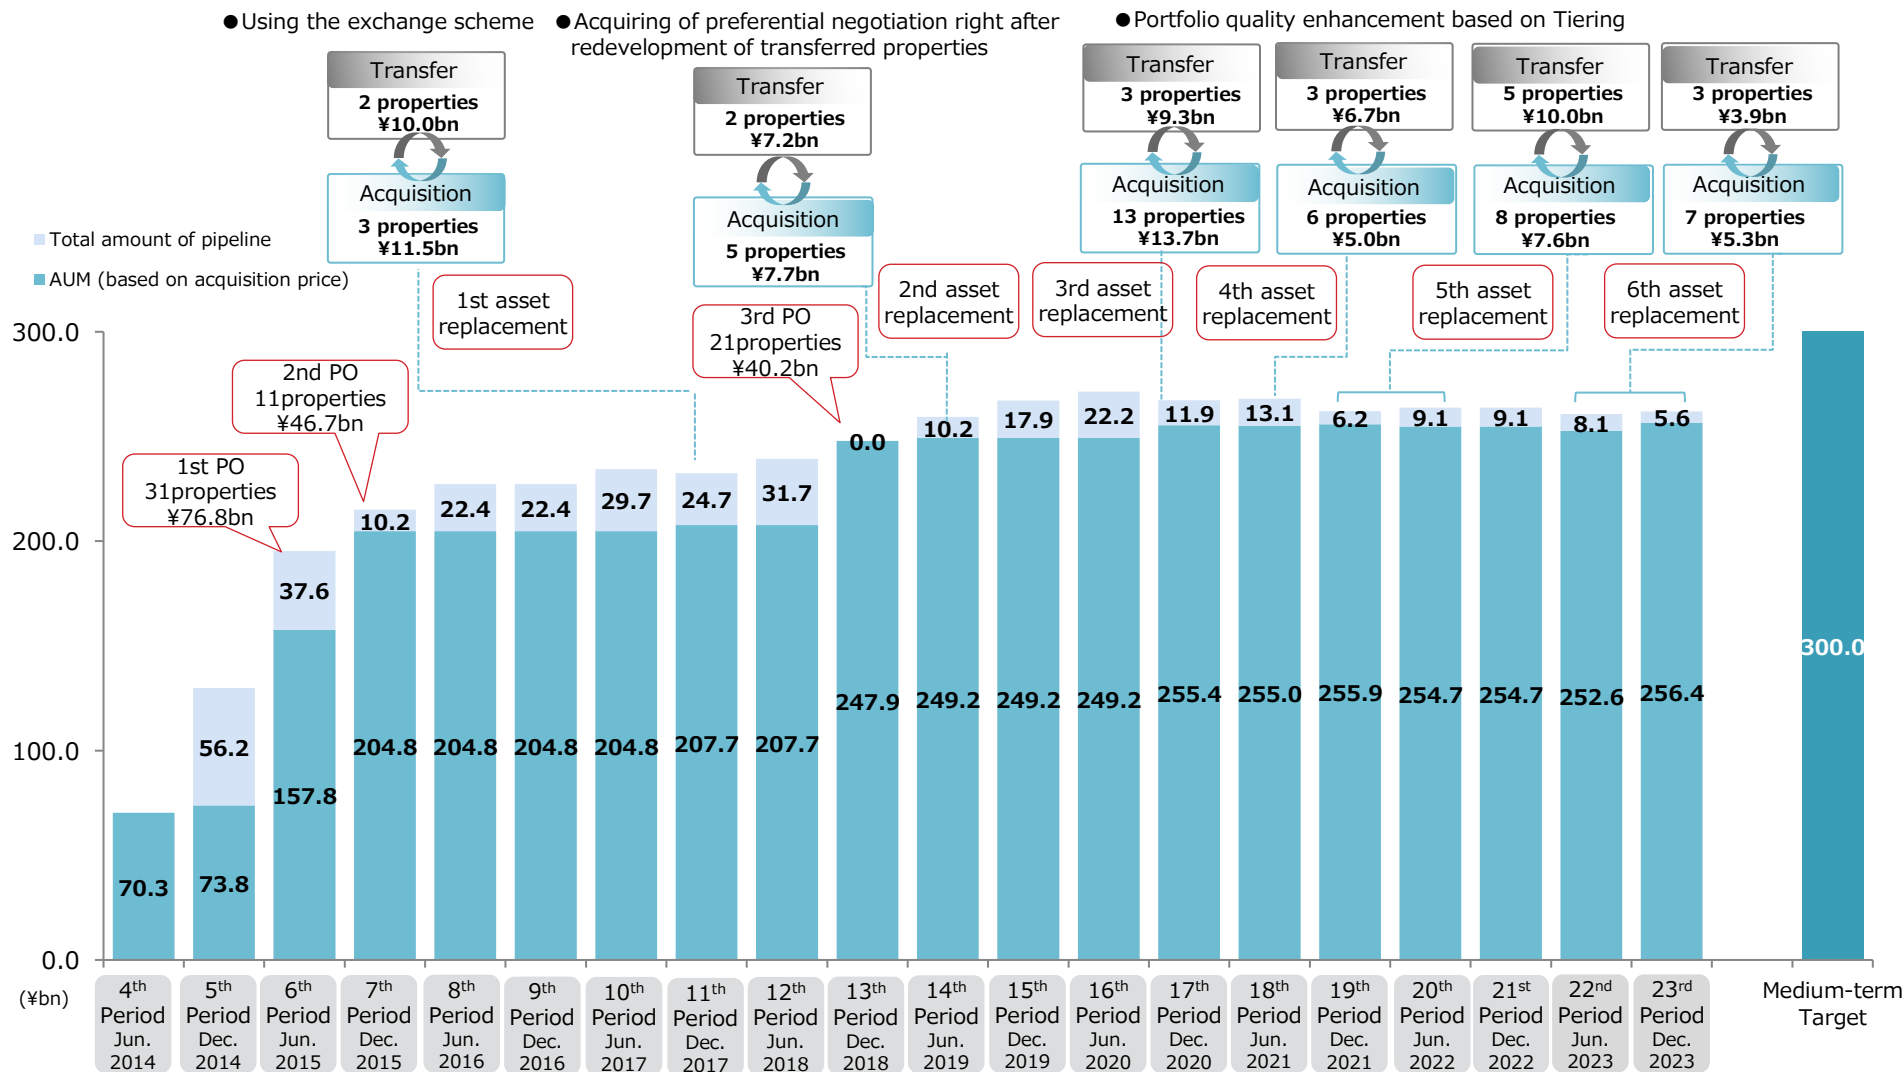 ●Using the exchange scheme
●Acquiring of preferential negotiation right after
redevelopment of transferred properties
●Portfolio quality enhancement based on Tiering
Transfer
2 properties
¥10.0bn
Acquisition
3 properties
¥11.5bn
Transfer
2 properties
¥7.2bn
Acquisition
5 properties
¥7.7bn
Transfer
3 properties
¥9.3bn
Acquisition
13 properties
¥13.7bn
Transfer
3 properties
¥6.7bn
Acquisition
6 properties
¥5.0bn
Transfer
5 properties
¥10.0bn
Acquisition
8 properties
¥7.6bn
Transfer
3 properties
¥3.9bn
Acquisition
7 properties
¥5.3bn
Total amount of pipeline
AUM (based on acquisition price)
1st asset
replacement
2nd asset
replacement
3rd asset
replacement
4th asset
replacement
5th asset
replacement
6th asset
replacement
1st PO
31properties
¥76.8bn
2nd PO
11properties
¥46.7bn
3rd PO
21properties
¥40.2bn
300.0
200.0
100.0
0.0
(¥bn)
56.2
37.6
10.2
22.4
22.4
29.7
24.7
31.7
0.0
10.2
17.9
22.2
11.9
13.1
6.2
9.1
9.1
8.1
5.6
70.3
73.8
157.8
204.8
204.8
204.8
204.8
207.7
207.7
247.9
249.2
249.2
249.2
255.4
255.0
255.9
254.7
254.7
252.6
256.4
300.0
4th
Period
Jun.
2014
5th
Period
Dec.
2014
6th
Period
Jun.
2015
7th
Period
Dec.
2015
8th
Period
Jun.
2016
9th
Period
Dec.
2016
10th
Period
Jun.
2017
11th
Period
Dec.
2017
12th
Period
Jun.
2018
13th
Period
Dec.
2018
14th
Period
Jun.
2019
15th
Period
Dec.
2019
16th
Period
Jun.
2020
17th
Period
Dec.
2020
18th
Period
Jun.
2021
19th
Period
Dec.
2021
20th
Period
Jun.
2022
21st
Period
Dec.
2022
22nd
Period
Jun.
2023
23rd
Period
Dec.
2023
Medium-term
Target